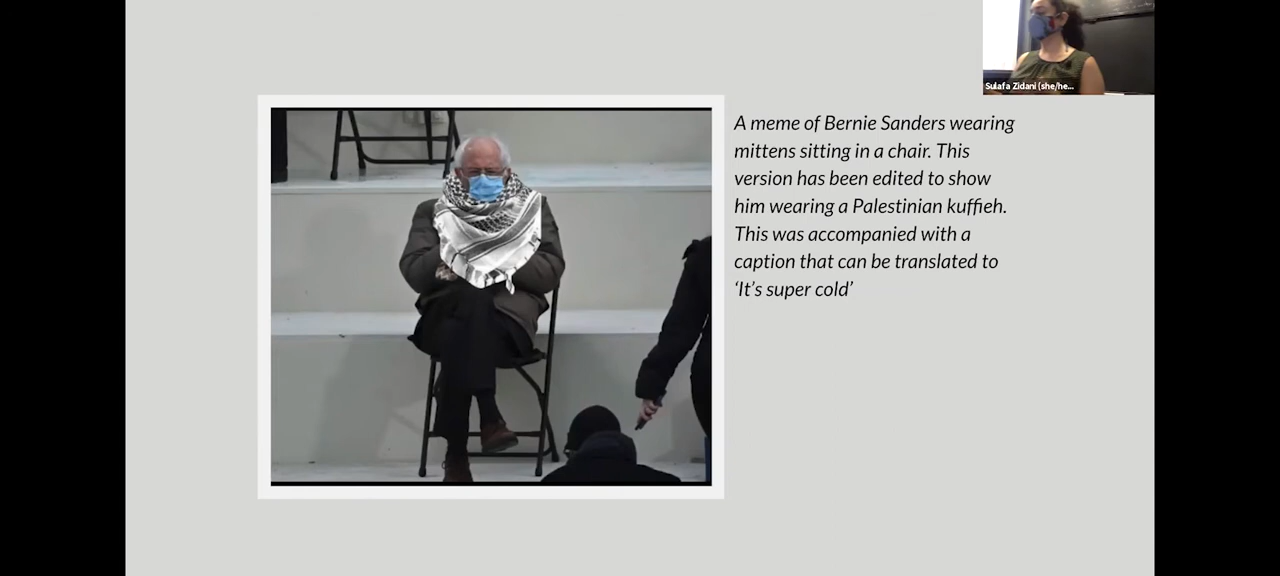 Sulafa Zidani (she/he...
A meme of Bernie Sanders wearing
mittens sitting in a chair. This
version has been edited to show
him wearing a Palestinian kuffieh.
This was accompanied with a
caption that can be translated to
‘It’s super cold’